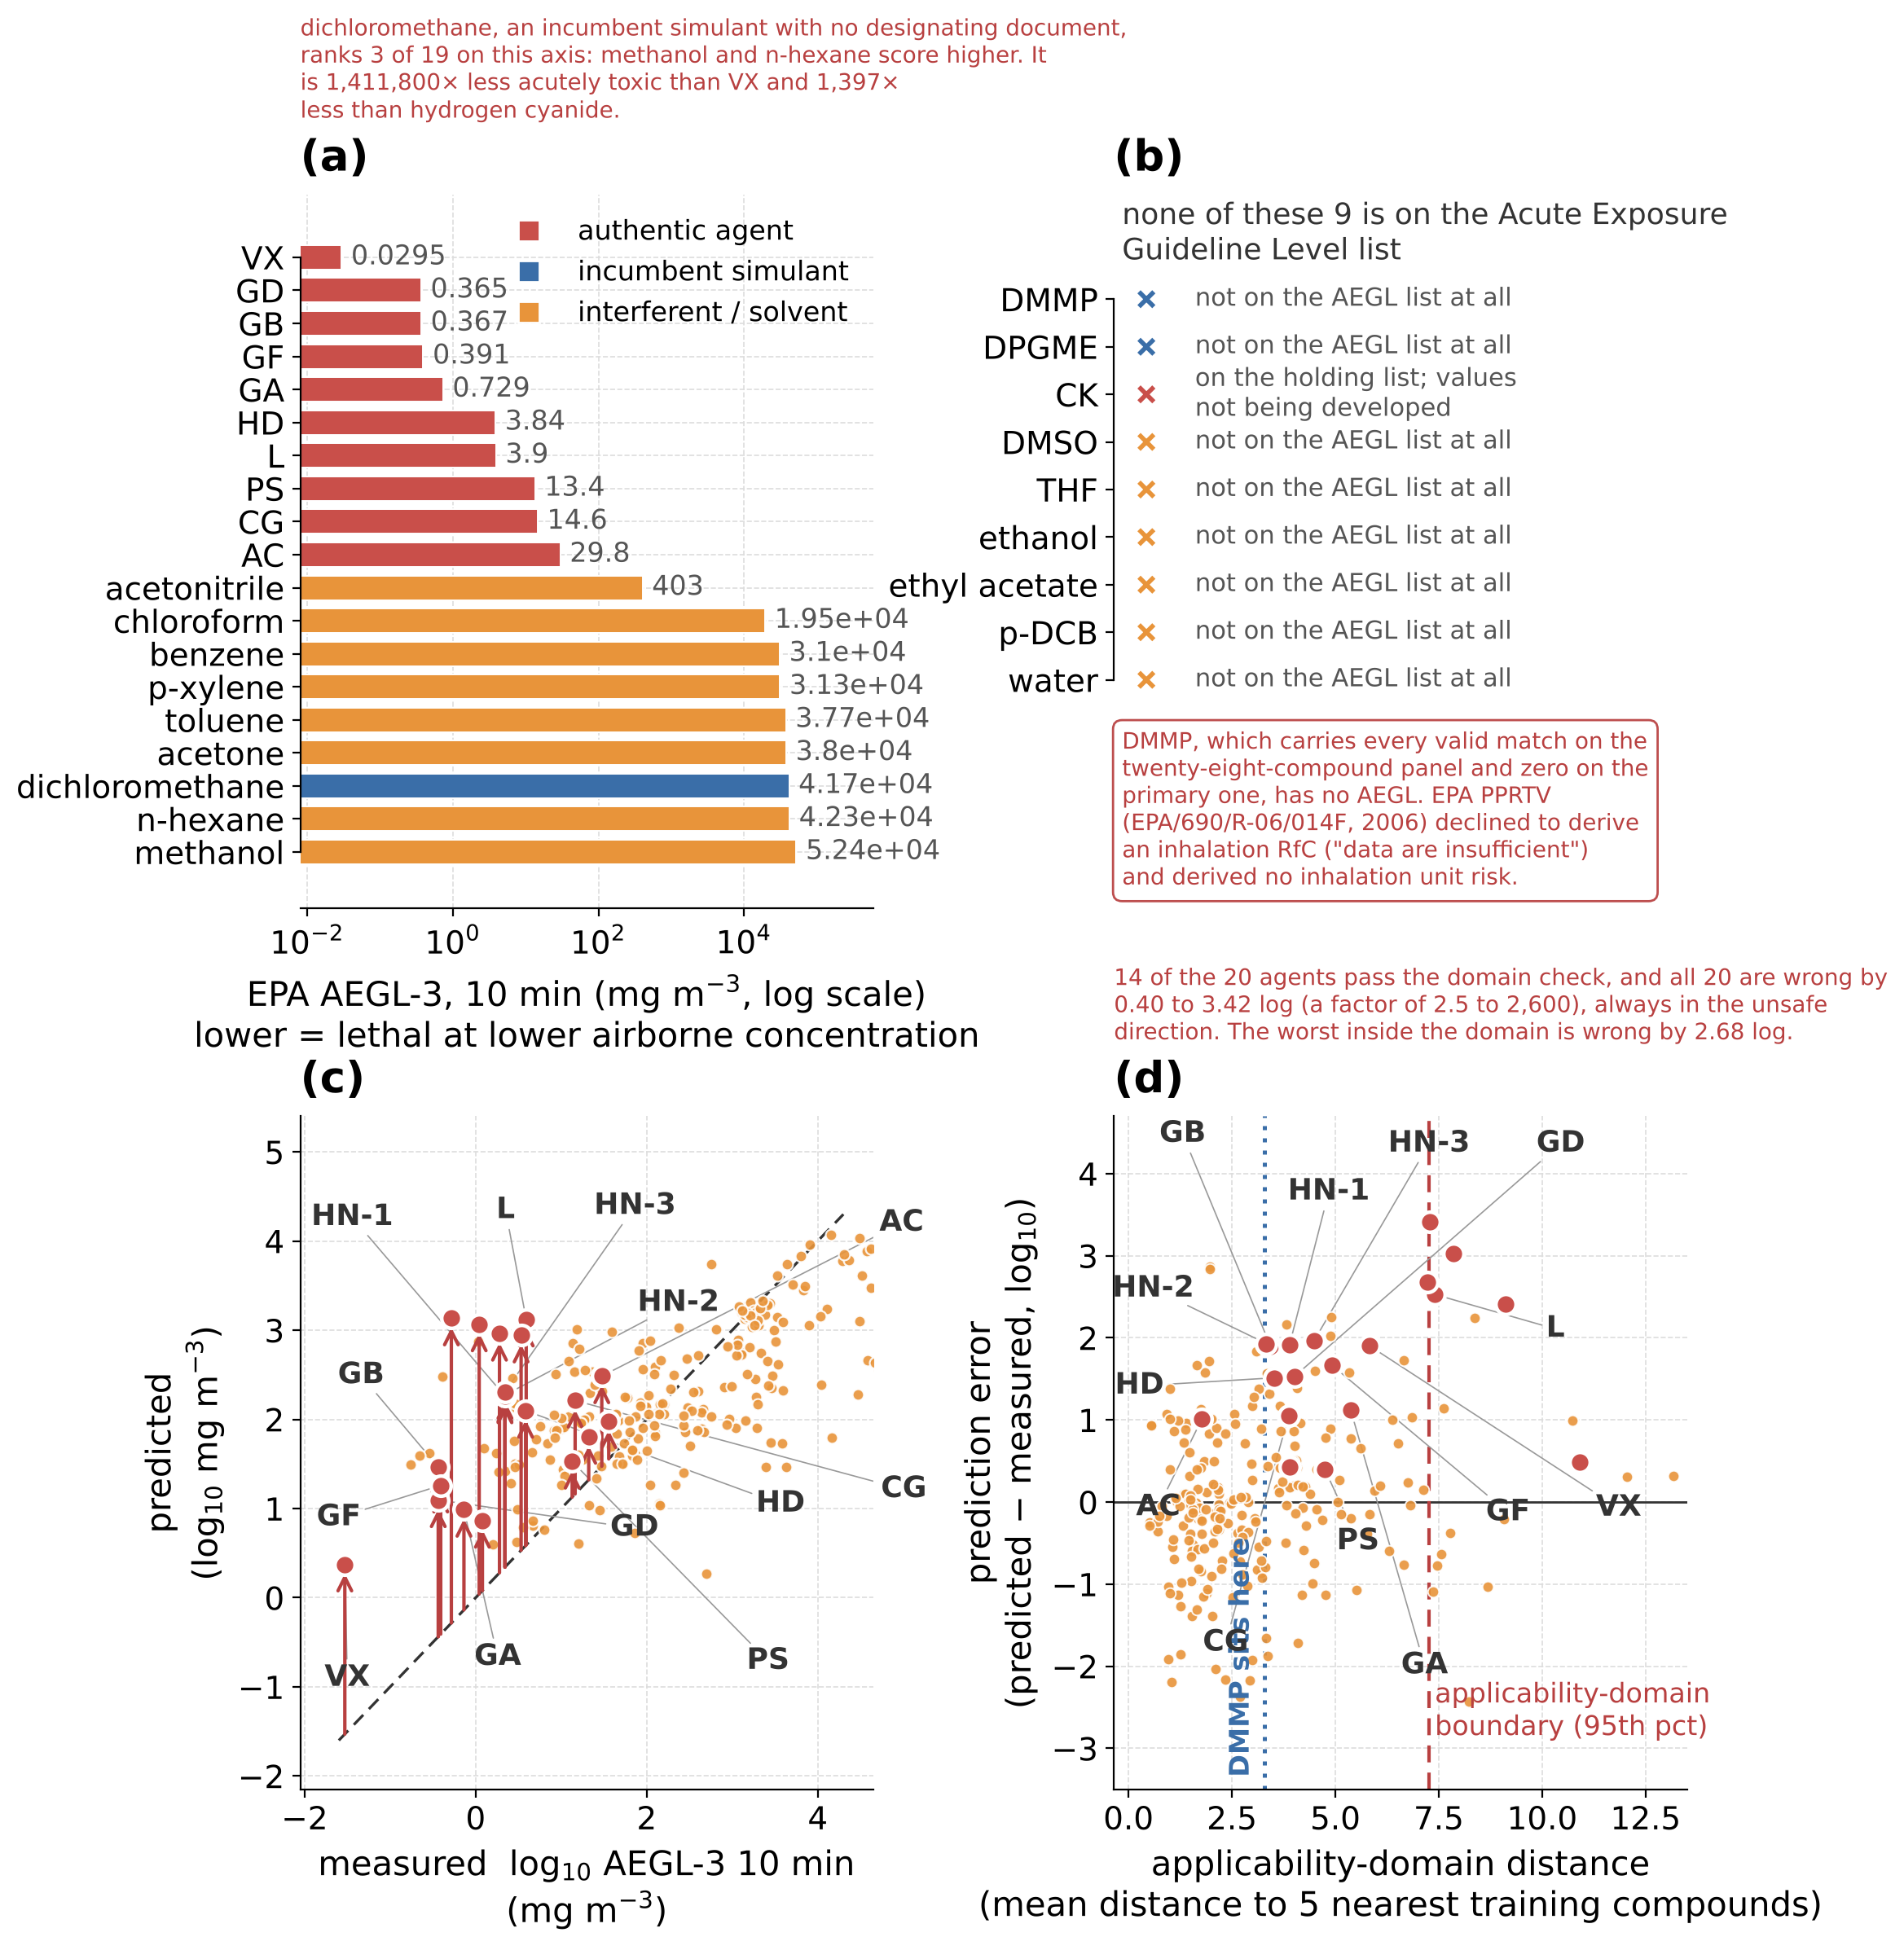 dichloromethane, an incumbent simulant with no designating document,
ranks 3 of 19 on this axis: methanol and n-hexane score higher. It
is 1,411,800× less acutely toxic than VX and 1,397×
less than hydrogen cyanide.
(a)
authentic agent
incumbent simulant
interferent / solvent
VX 0.0295
GD 0.365
GB 0.367
GF 0.391
GA 0.729
HD 3.84
L 3.9
PS 13.4
CG 14.6
AC 29.8
acetonitrile 403
chloroform 1.95e+04
benzene 3.1e+04
p-xylene 3.13e+04
toluene 3.77e+04
acetone 3.8e+04
dichloromethane 4.17e+04
n-hexane 4.23e+04
methanol 5.24e+04
10⁻² 10⁰ 10² 10⁴
EPA AEGL-3, 10 min (mg m⁻³, log scale)
lower = lethal at lower airborne concentration
(b)
none of these 9 is on the Acute Exposure
Guideline Level list
DMMP not on the AEGL list at all
DPGME not on the AEGL list at all
CK on the holding list; values
not being developed
DMSO not on the AEGL list at all
THF not on the AEGL list at all
ethanol not on the AEGL list at all
ethyl acetate not on the AEGL list at all
p-DCB not on the AEGL list at all
water not on the AEGL list at all
DMMP, which carries every valid match on the
twenty-eight-compound panel and zero on the
primary one, has no AEGL. EPA PPRTV
(EPA/690/R-06/014F, 2006) declined to derive
an inhalation RfC ("data are insufficient")
and derived no inhalation unit risk.
(c)
predicted
(log₁₀ mg m⁻³)
5
4
3
2
1
0
−1
−2
HN-1
L
HN-3
AC
HN-2
GB
GF
GD
HD
CG
GA
PS
VX
−2 0 2 4
measured log₁₀ AEGL-3 10 min
(mg m⁻³)
14 of the 20 agents pass the domain check, and all 20 are wrong by
0.40 to 3.42 log (a factor of 2.5 to 2,600), always in the unsafe
direction. The worst inside the domain is wrong by 2.68 log.
(d)
prediction error
(predicted − measured, log₁₀)
4
3
2
1
0
−1
−2
−3
GB
HN-3
GD
HN-1
HN-2
L
HD
AC
GF
VX
PS
CG
GA
DMMP sits here
applicability-domain
boundary (95th pct)
0.0 2.5 5.0 7.5 10.0 12.5
applicability-domain distance
(mean distance to 5 nearest training compounds)